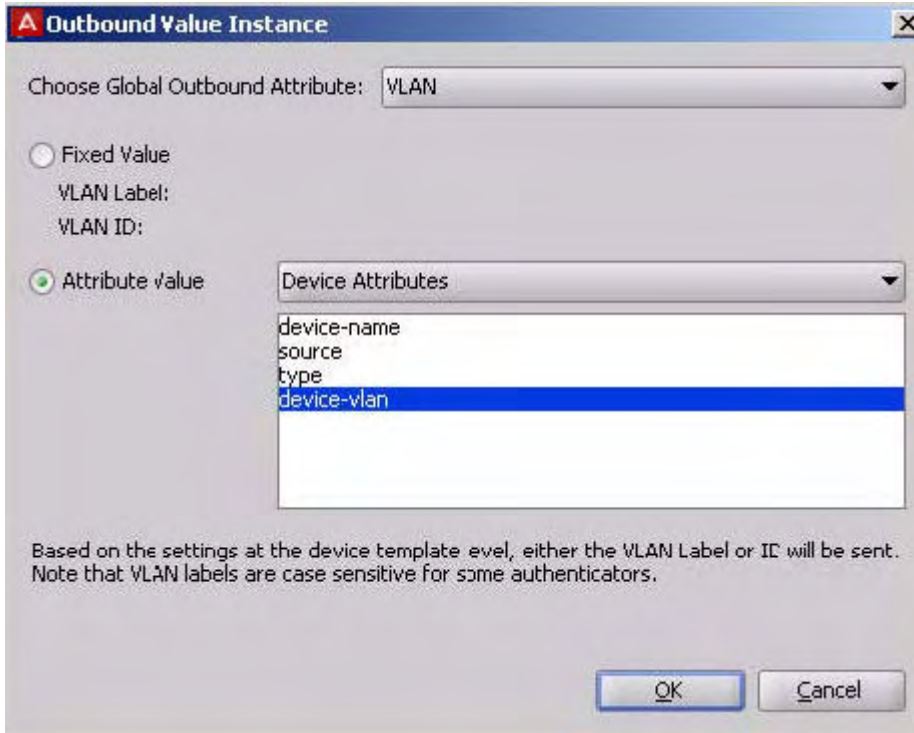 Outbound Value Instance
Choose Global Outbound Attribute: VLAN
Fixed Value
VLAN Label:
VLAN ID:
Attribute Value Device Attributes
device-name
source
type
device-vlan
Based on the settings at the device template level, either the VLAN Label or ID will be sent.
Note that VLAN labels are case sensitive for some authenticators.
OK Cancel